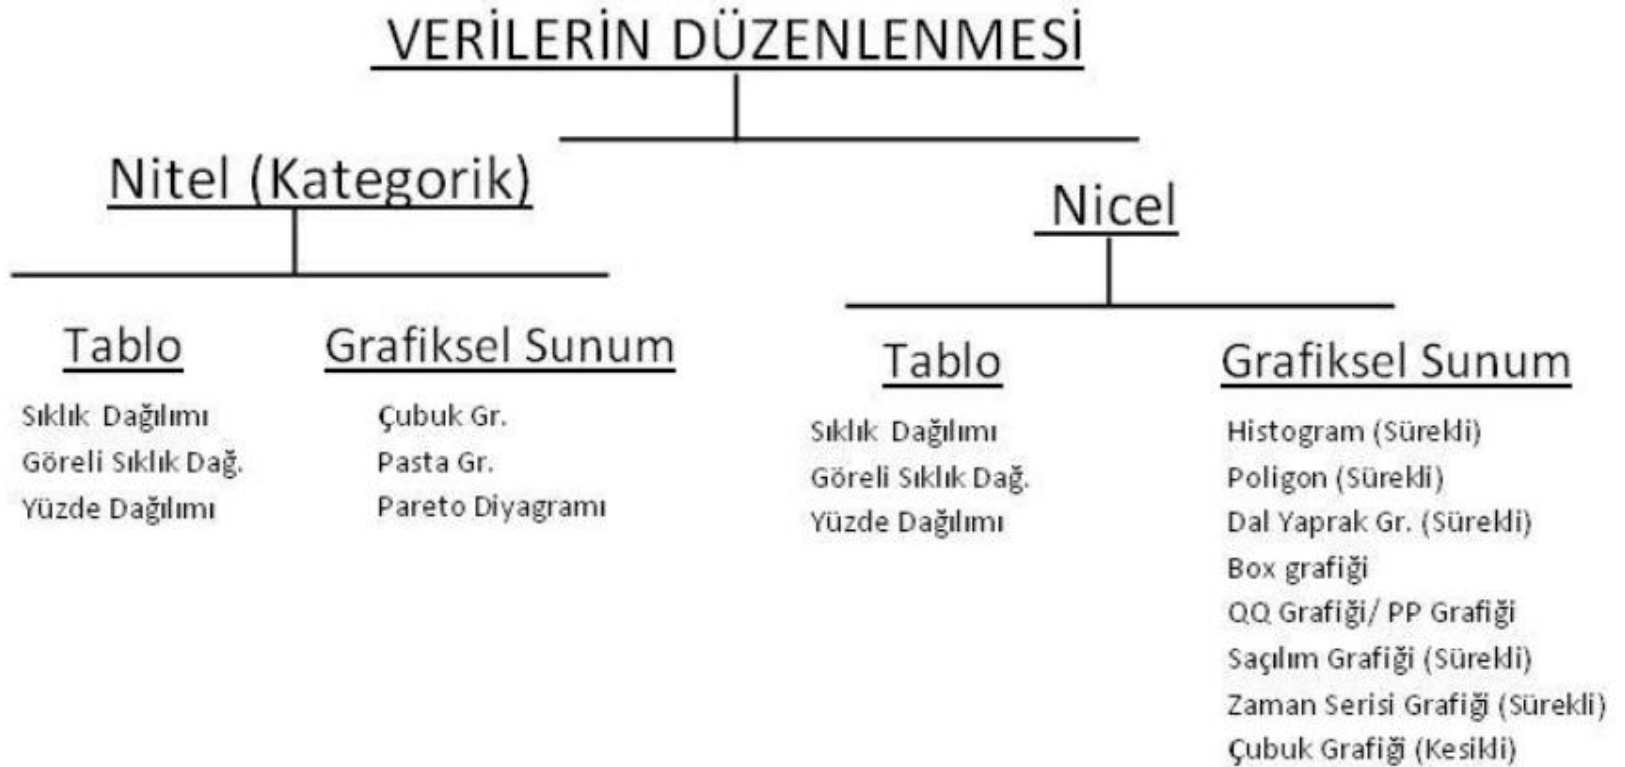 VERİLERİN DÜZENLENMESİ
Nitel (Kategorik)
Tablo
Sıklık Dağılımı
Göreli Sıklık Dağ.
Yüzde Dağılımı
Grafiksel Sunum
Çubuk Gr.
Pasta Gr.
Pareto Diyagramı
Nicel
Tablo
Sıklık Dağılımı
Göreli Sıklık Dağ.
Yüzde Dağılımı
Grafiksel Sunum
Histogram (Sürekli)
Poligon (Sürekli)
Dal Yaprak Gr. (Sürekli)
Box grafiği
QQ Grafiği/ PP Grafiği
Saçılım Grafiği (Sürekli)
Zaman Serisi Grafiği (Sürekli)
Çubuk Grafiği (Kesikli)